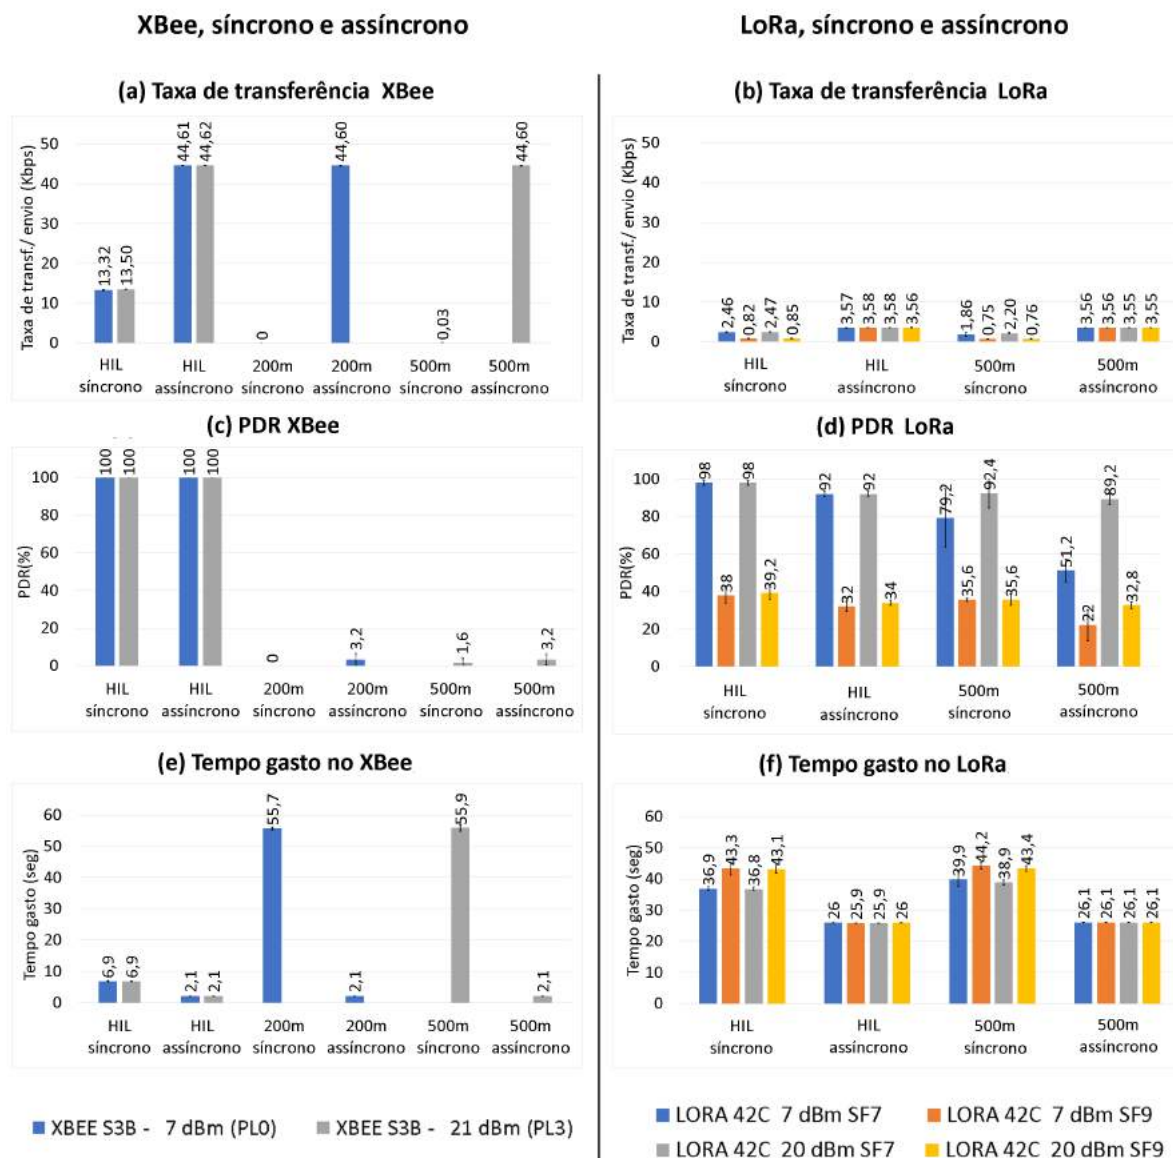 XBee, síncrono e assíncrono
LoRa, síncrono e assíncrono
(a) Taxa de transferência XBee
Taxa de transf./ envio (Kbps)
50
40
30
20
10
0
13,32
13,50
44,61
44,62
0
44,60
0,03
44,60
HIL síncrono
HIL assíncrono
200m síncrono
200m assíncrono
500m síncrono
500m assíncrono
(b) Taxa de transferência LoRa
Taxa de transf./ envio (Kbps)
50
40
30
20
10
0
2,46
0,82
2,47
0,85
3,57
3,58
3,58
3,56
1,86
0,75
2,20
0,76
3,56
3,56
3,55
3,55
HIL síncrono
HIL assíncrono
500m síncrono
500m assíncrono
(c) PDR XBee
PDR(%)
100
80
60
40
20
0
100
100
100
100
0
3,2
1,6
3,2
HIL síncrono
HIL assíncrono
200m síncrono
200m assíncrono
500m síncrono
500m assíncrono
(d) PDR LoRa
PDR(%)
100
80
60
40
20
0
98
38
98
39,2
92
32
92
34
79,2
35,6
92,4
35,6
51,2
22
89,2
32,8
HIL síncrono
HIL assíncrono
500m síncrono
500m assíncrono
(e) Tempo gasto no XBee
Tempo gasto (seg)
60
50
40
30
20
10
0
6,9
6,9
2,1
2,1
55,7
2,1
55,9
2,1
HIL síncrono
HIL assíncrono
200m síncrono
200m assíncrono
500m síncrono
500m assíncrono
(f) Tempo gasto no LoRa
Tempo gasto (seg)
60
50
40
30
20
10
0
36,9
43,3
36,8
43,1
26
25,9
25,9
26
39,9
44,2
38,9
43,4
26,1
26,1
26,1
26,1
HIL síncrono
HIL assíncrono
500m síncrono
500m assíncrono
XBEE S3B - 7 dBm (PL0)
XBEE S3B - 21 dBm (PL3)
LORA 42C 7 dBm SF7
LORA 42C 7 dBm SF9
LORA 42C 20 dBm SF7
LORA 42C 20 dBm SF9